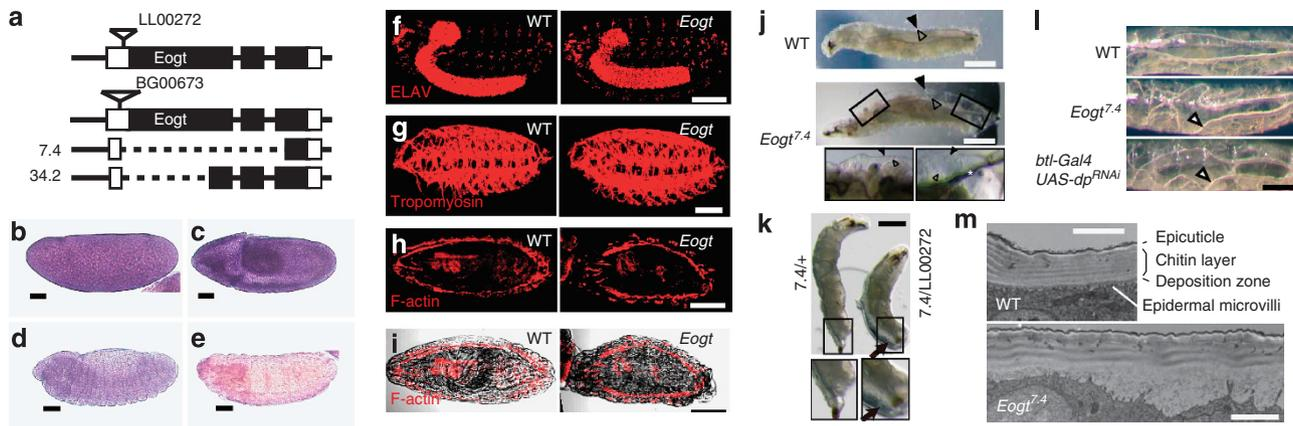 a
LL00272
Eogt
BG00673
Eogt
7.4
34.2
b
c
d
e
f
WT
Eogt
ELAV
g
WT
Eogt
Tropomyosin
h
WT
Eogt
F-actin
i
WT
Eogt
F-actin
j
WT
Eogt7.4
*
k
7.4/+
7.4/LL00272
l
WT
Eogt7.4
btl-Gal4
UAS-dpRNAi
m
WT
Epicuticle
Chitin layer
Deposition zone
Epidermal microvilli
Eogt7.4